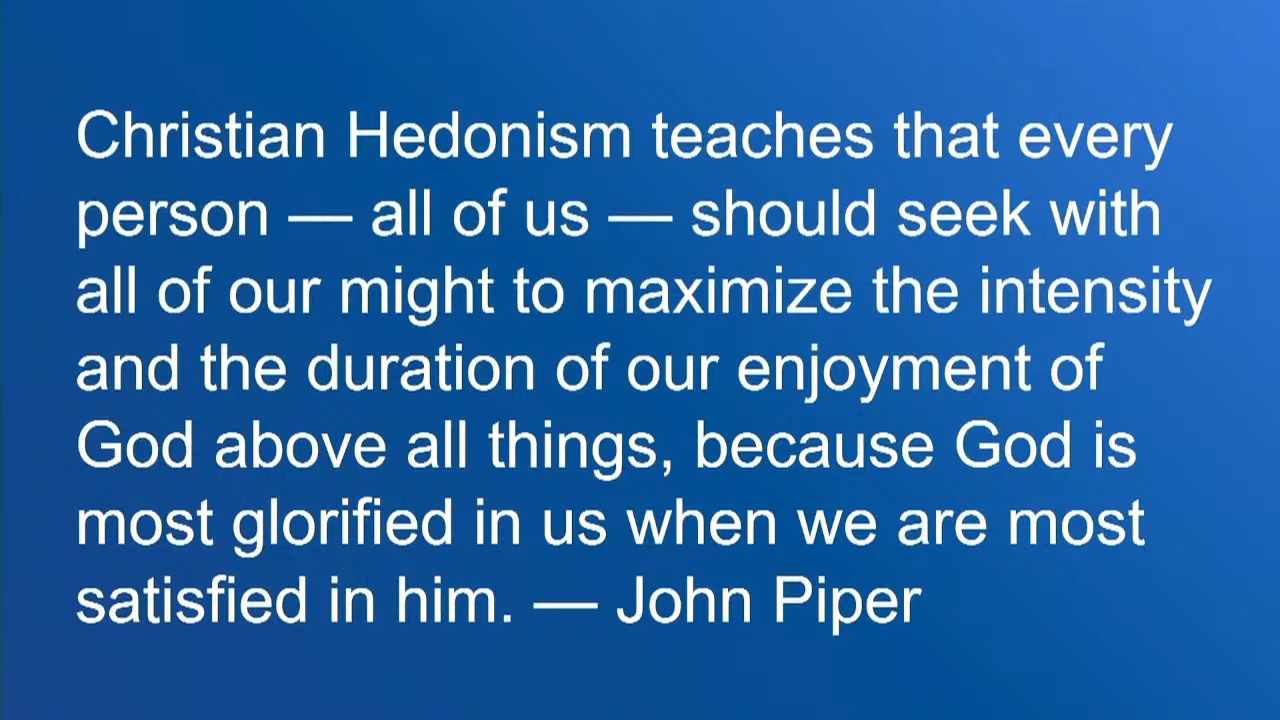 Christian Hedonism teaches that every
person — all of us — should seek with
all of our might to maximize the intensity
and the duration of our enjoyment of
God above all things, because God is
most glorified in us when we are most
satisfied in him. — John Piper